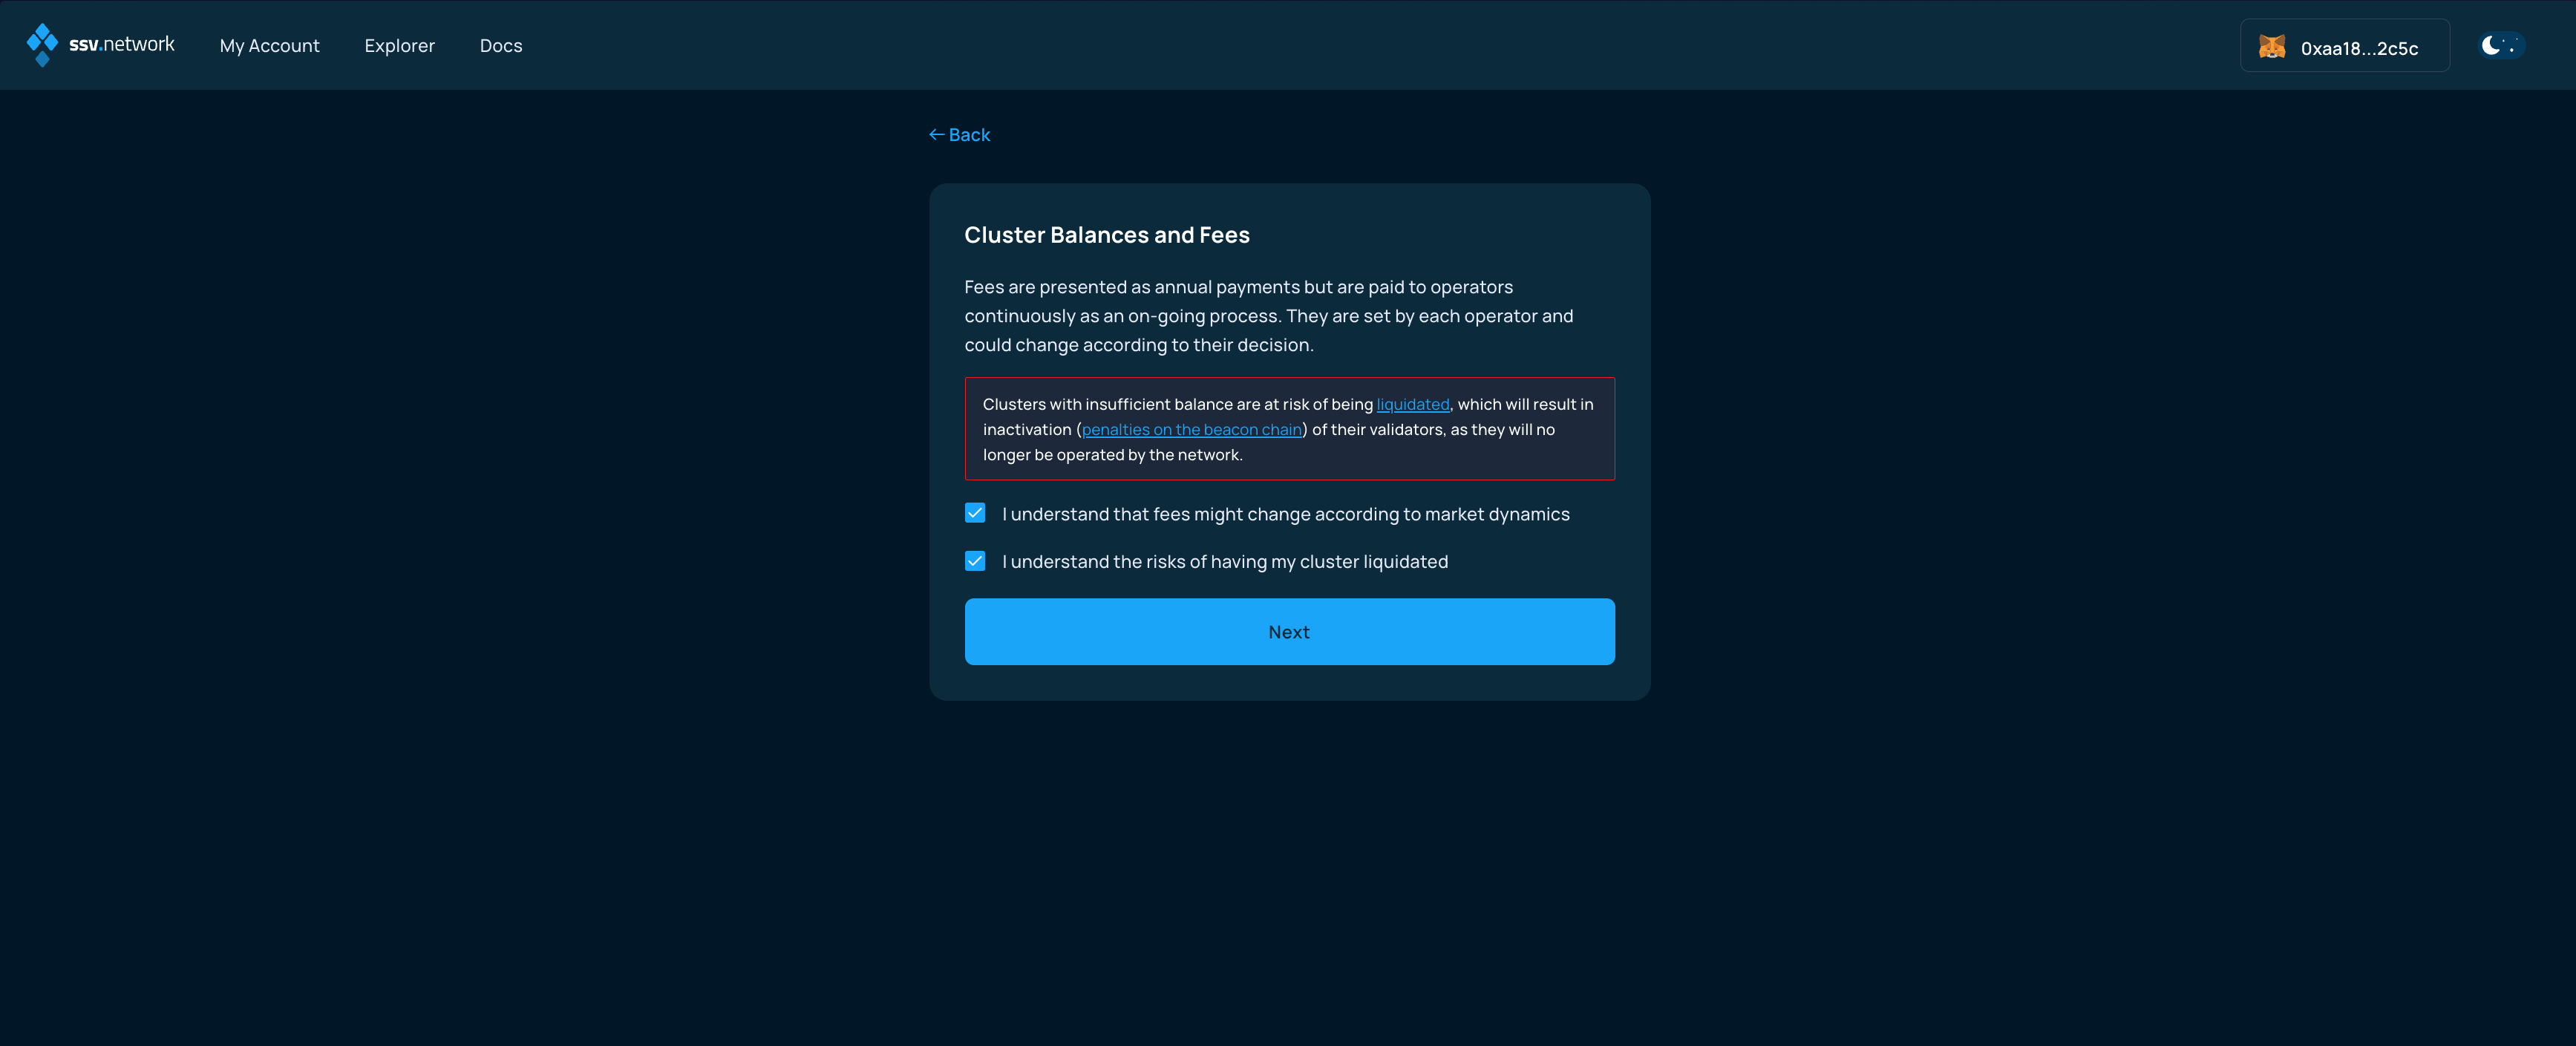 ssv.network
My Account
Explorer
Docs
0xaa18...2c5c
← Back
Cluster Balances and Fees
Fees are presented as annual payments but are paid to operators
continuously as an on-going process. They are set by each operator and
could change according to their decision.
Clusters with insufficient balance are at risk of being liquidated, which will result in
inactivation (penalties on the beacon chain) of their validators, as they will no
longer be operated by the network.
I understand that fees might change according to market dynamics
I understand the risks of having my cluster liquidated
Next